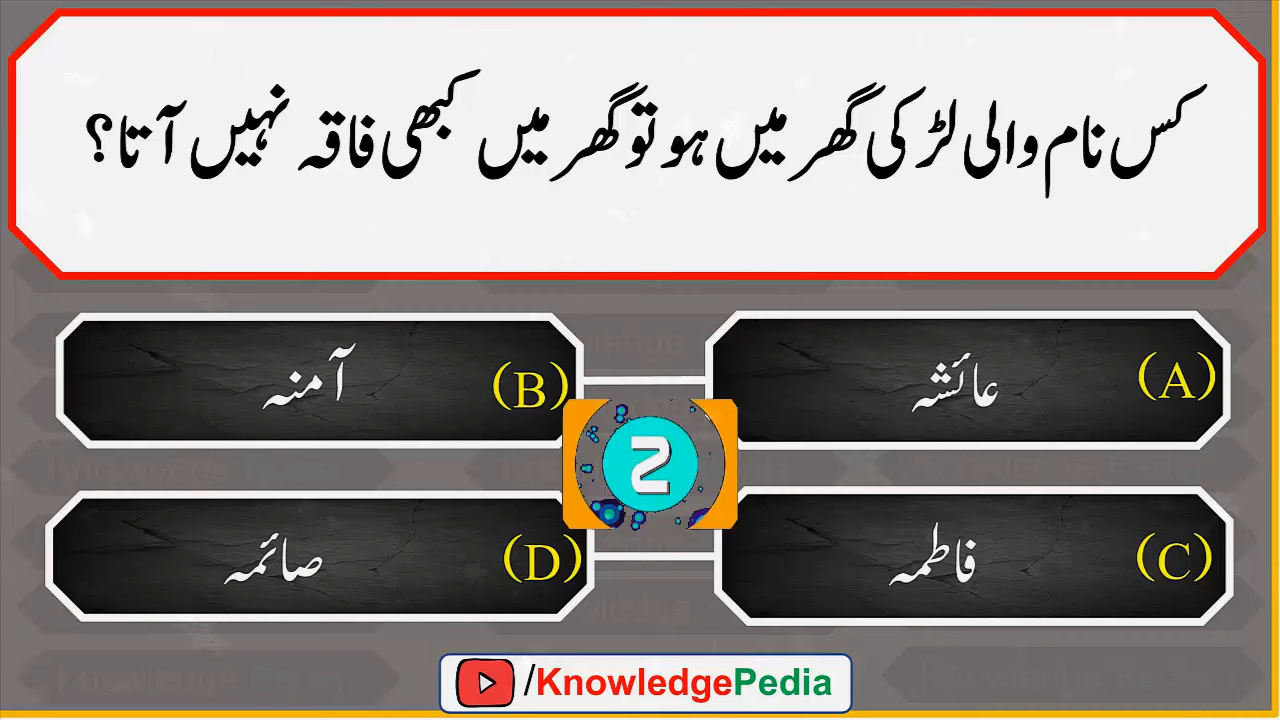 کس نام والی لڑکی گھر میں ہو تو گھر میں کبھی فاقہ نہیں آتا؟
(A) عائشہ
(B) آمنہ
2
(C) فاطمہ
(D) صائمہ
/KnowledgePedia